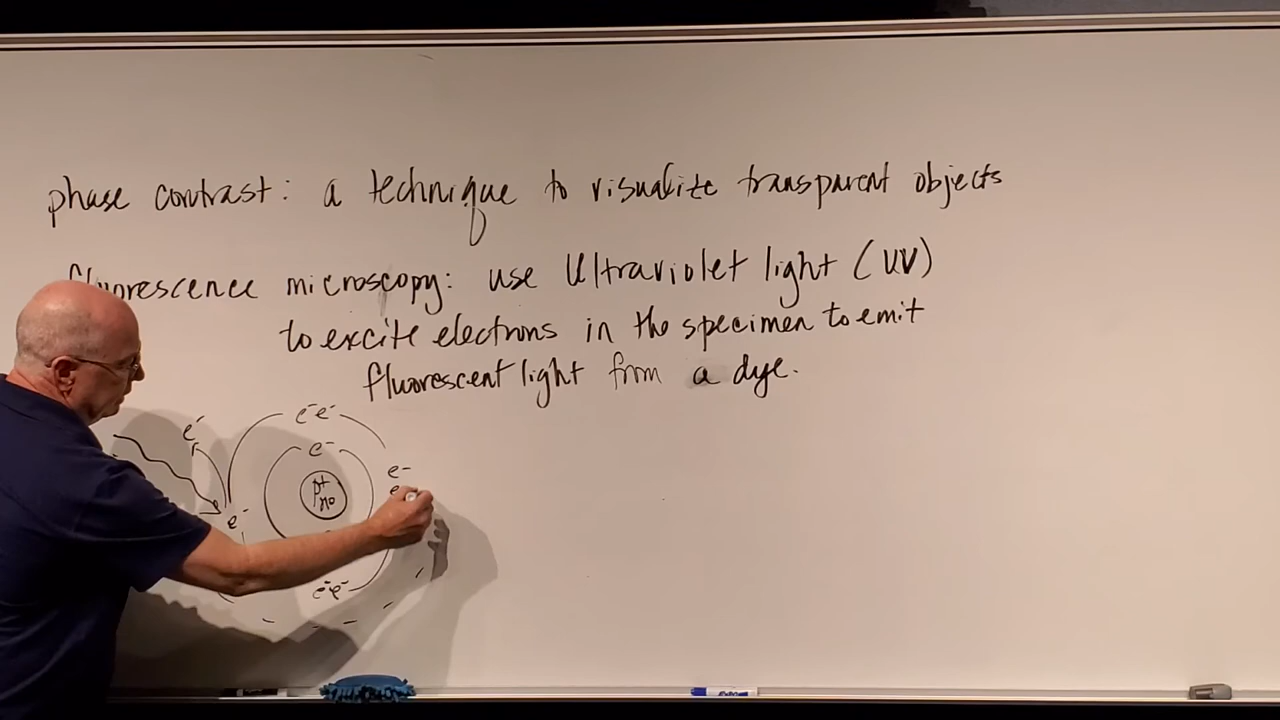 phase contrast: a technique to visualize transparent objects
fluorescence microscopy: use Ultraviolet light (UV)
to excite electrons in the specimen to emit
fluorescent light from a dye.
e⁻ e⁻e⁻
e⁻
e⁻
p+
n0
e⁻
e⁻e⁻
EXPO